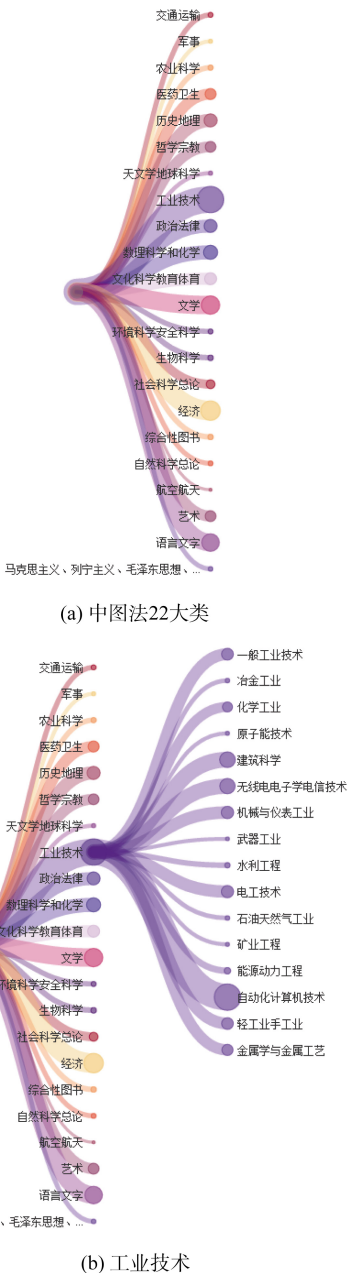 交通运输
军事
农业科学
医药卫生
历史地理
哲学宗教
天文学地球科学
工业技术
政治法律
数理科学和化学
文化科学教育体育
文学
环境科学安全科学
生物科学
社会科学总论
经济
综合性图书
自然科学总论
航空航天
艺术
语言文字
马克思主义、列宁主义、毛泽东思想、...
(a) 中图法22大类
交通运输
军事
农业科学
医药卫生
历史地理
哲学宗教
天文学地球科学
工业技术
政治法律
数理科学和化学
文化科学教育体育
文学
环境科学安全科学
生物科学
社会科学总论
经济
综合性图书
自然科学总论
航空航天
艺术
语言文字
、毛泽东思想、...
一般工业技术
冶金工业
化学工业
原子能技术
建筑科学
无线电电子学电信技术
机械与仪表工业
武器工业
水利工程
电工技术
石油天然气工业
矿业工程
能源动力工程
自动化计算机技术
轻工业手工业
金属学与金属工艺
(b) 工业技术